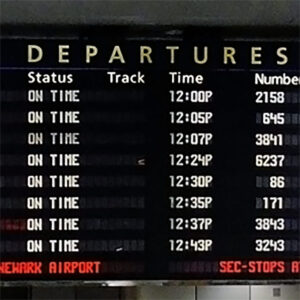 DEPARTURES
Status Track Time Number
ON TIME 12:00P 2158
ON TIME 12:05P 645
ON TIME 12:07P 3841
ON TIME 12:24P 6237
ON TIME 12:30P 86
ON TIME 12:35P 171
ON TIME 12:37P 3843
ON TIME 12:43P 3243
NEWARK AIRPORT SEC-STOPS AT